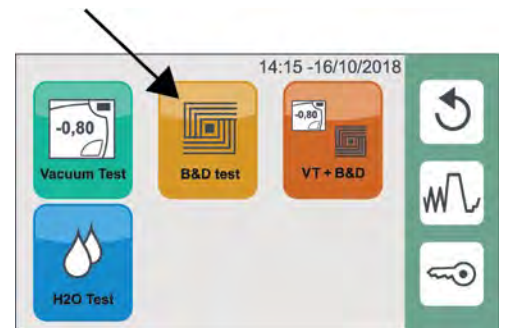 14:15 -16/10/2018
-0,80
-0,80
Vacuum Test
B&D test
VT + B&D
H2O Test